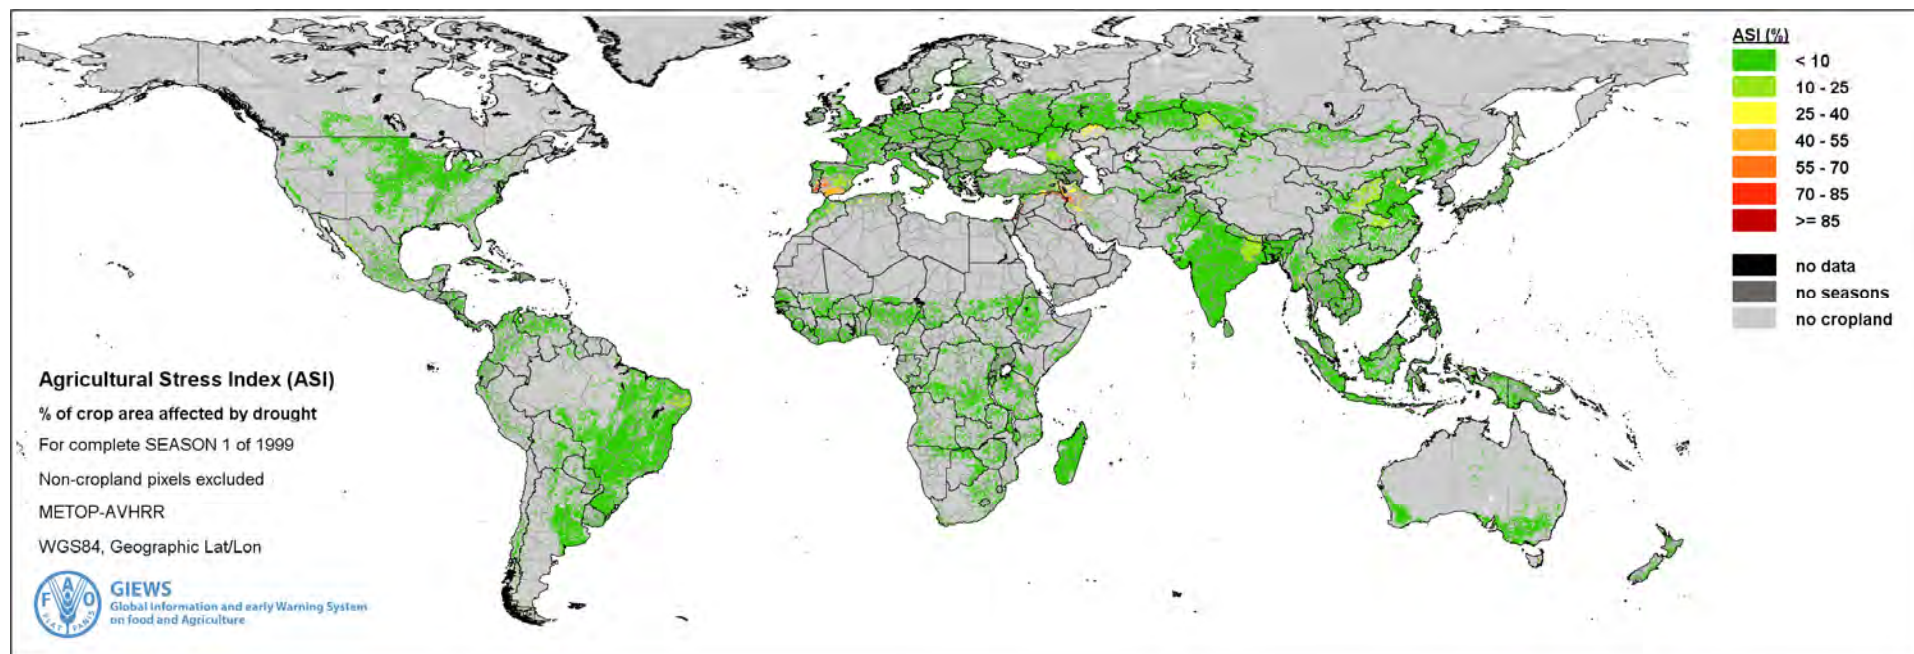 ASI (%)
< 10
10 - 25
25 - 40
40 - 55
55 - 70
70 - 85
>= 85
no data
no seasons
no cropland
Agricultural Stress Index (ASI)
% of crop area affected by drought
For complete SEASON 1 of 1999
Non-cropland pixels excluded
METOP-AVHRR
WGS84, Geographic Lat/Lon
F A O
FIAT PANIS
GIEWS
Global Information and early Warning System
on food and Agriculture